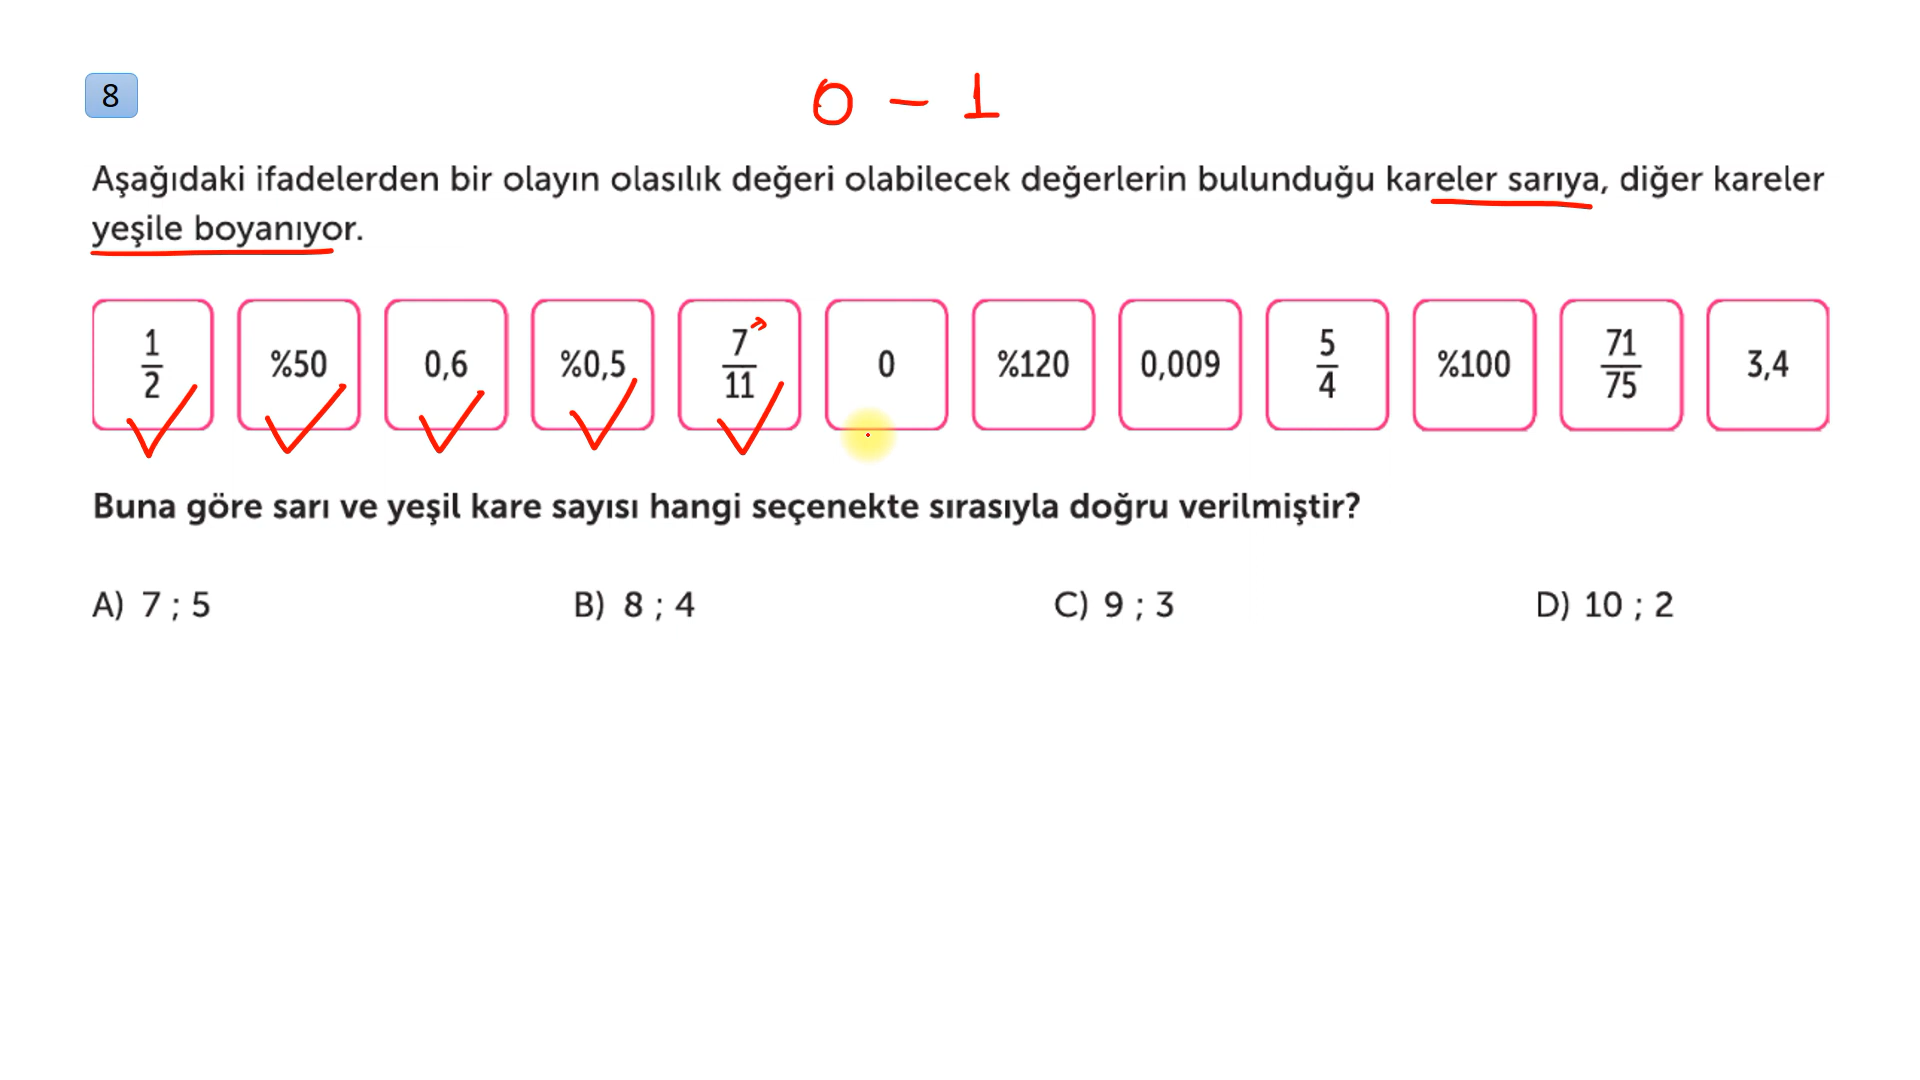 8
0 - 1
Aşağıdaki ifadelerden bir olayın olasılık değeri olabilecek değerlerin bulunduğu kareler sarıya, diğer kareler
yeşile boyanıyor.
1/2 %50 0,6 %0,5 7/11 0 %120 0,009 5/4 %100 71/75 3,4
Buna göre sarı ve yeşil kare sayısı hangi seçenekte sırasıyla doğru verilmiştir?
A) 7 ; 5 B) 8 ; 4 C) 9 ; 3 D) 10 ; 2